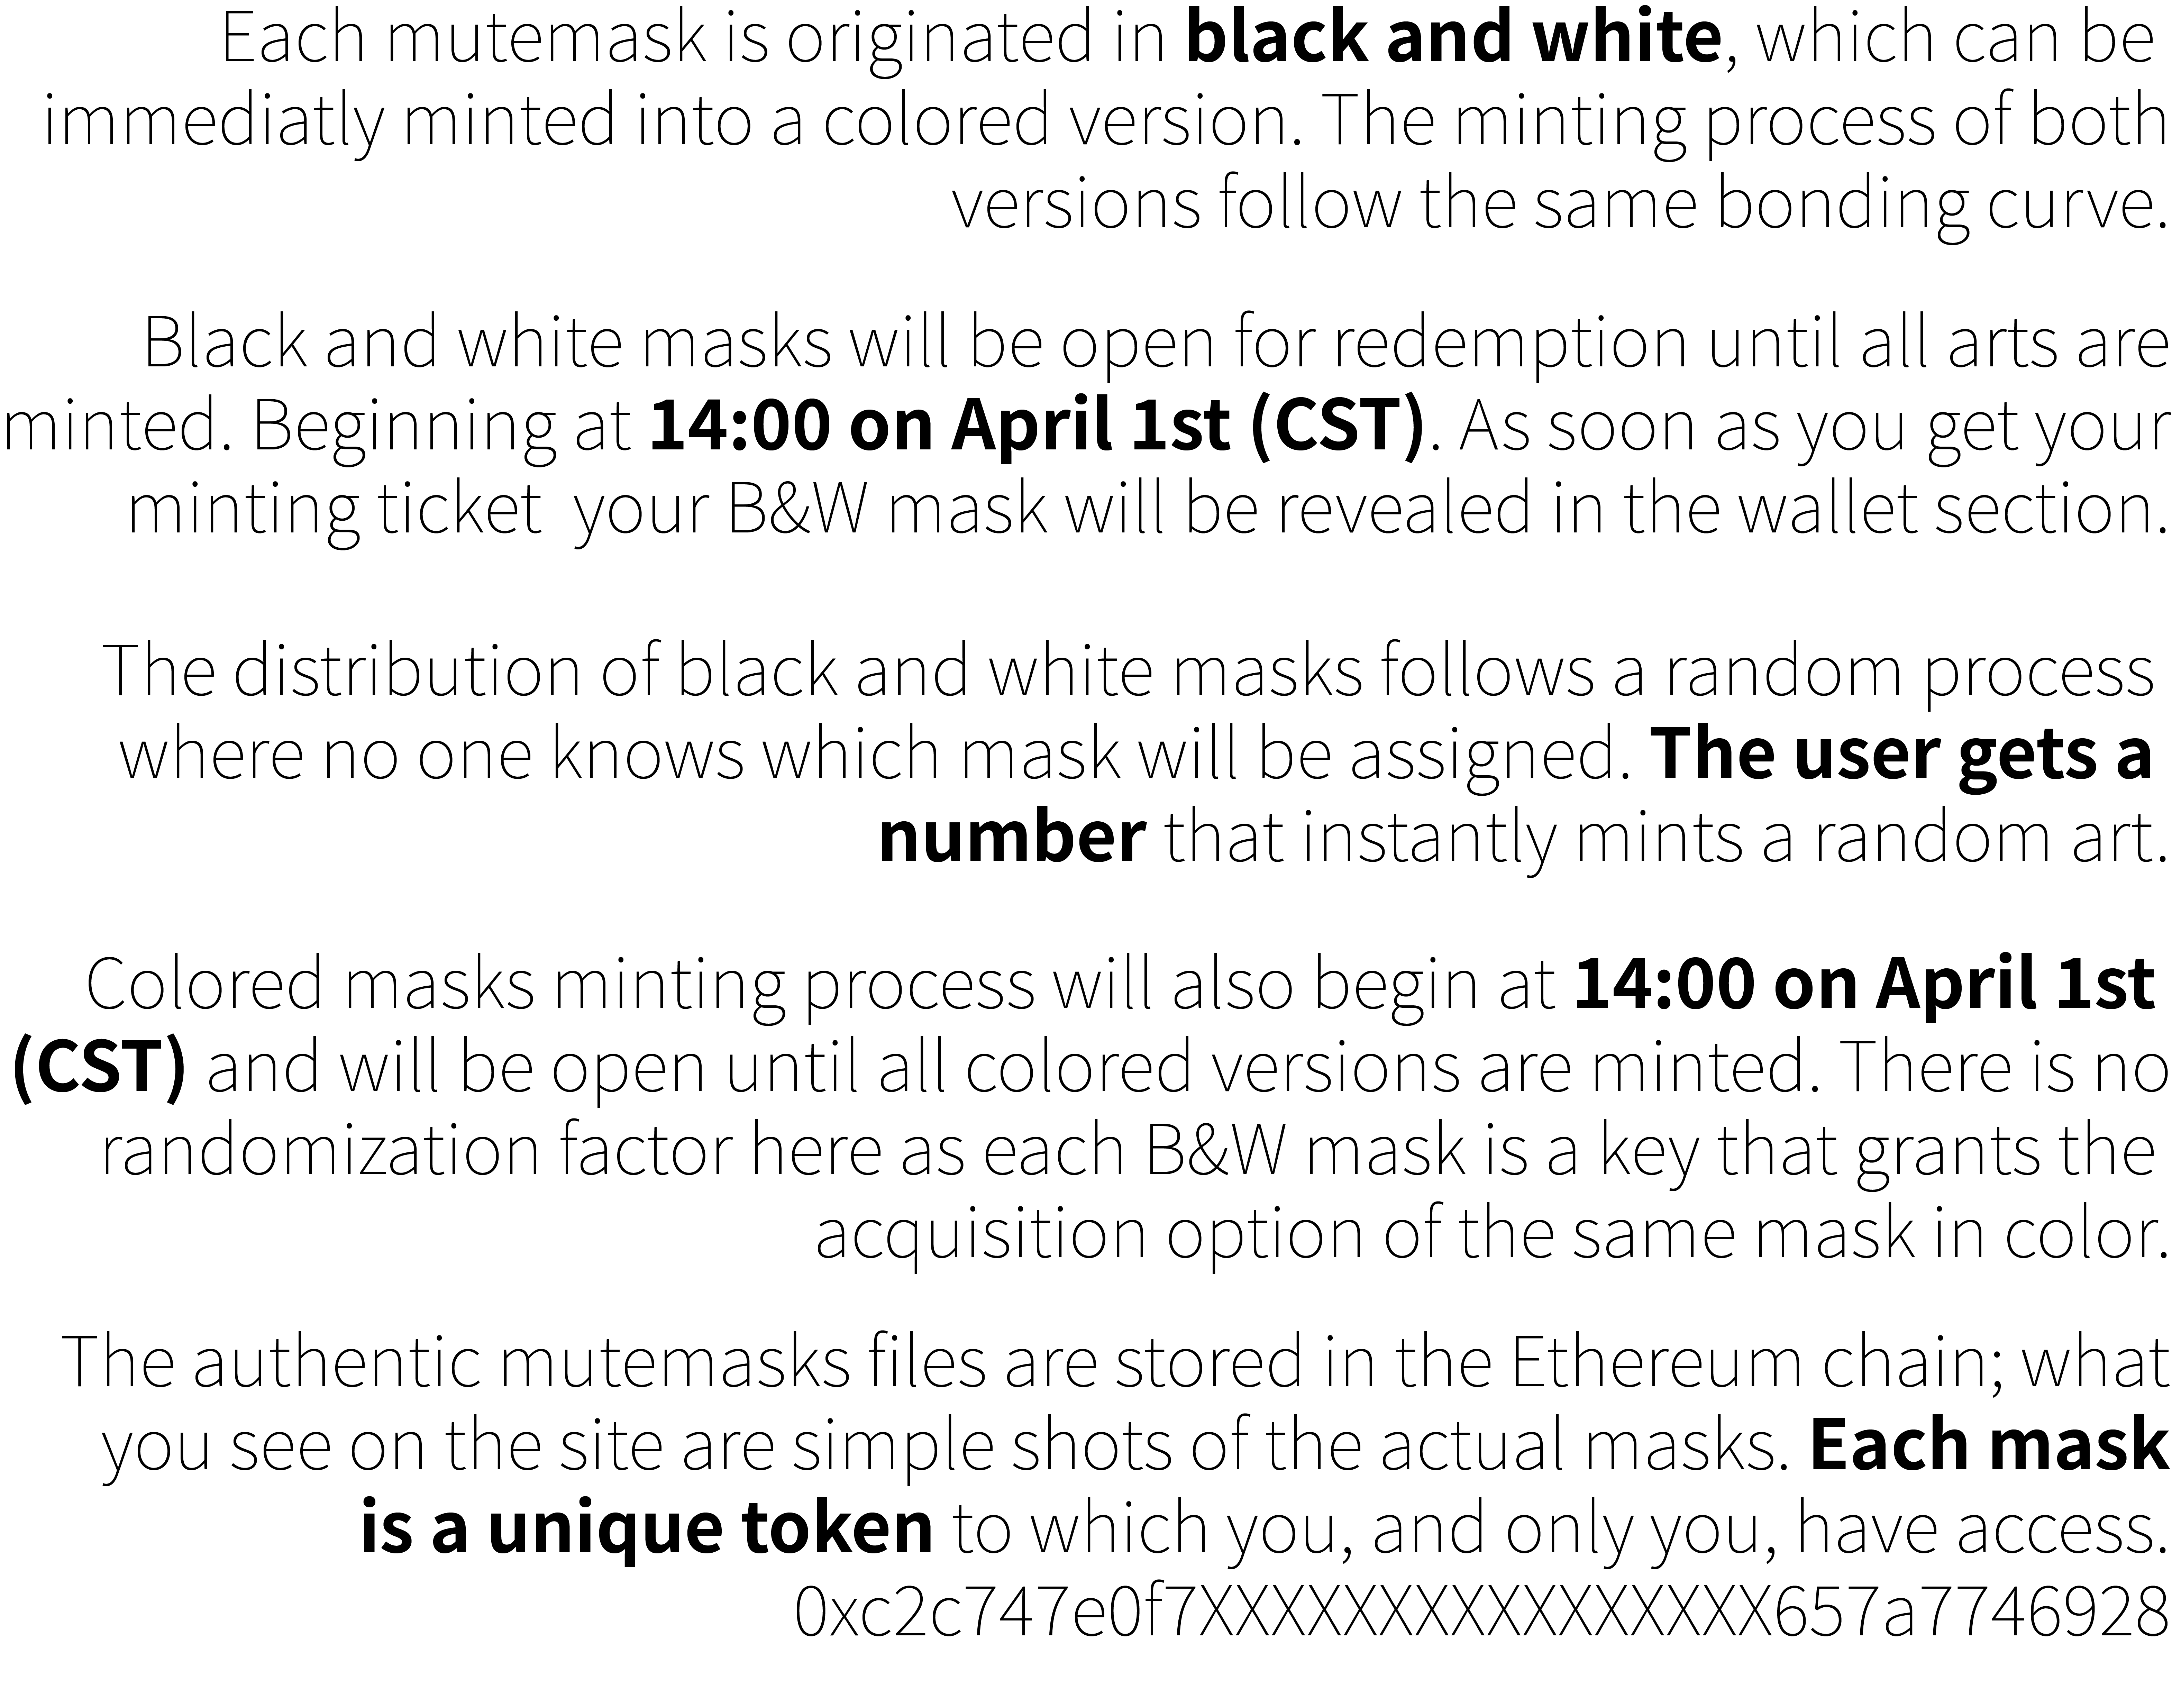 Each mutemask is originated in black and white, which can be
immediatly minted into a colored version. The minting process of both
versions follow the same bonding curve.
Black and white masks will be open for redemption until all arts are
minted. Beginning at 14:00 on April 1st (CST). As soon as you get your
minting ticket  your B&W mask will be revealed in the wallet section.
The distribution of black and white masks follows a random process
where no one knows which mask will be assigned. The user gets a
number that instantly mints a random art.
Colored masks minting process will also begin at 14:00 on April 1st
(CST) and will be open until all colored versions are minted. There is no
randomization factor here as each B&W mask is a key that grants the
acquisition option of the same mask in color.
The authentic mutemasks files are stored in the Ethereum chain; what
you see on the site are simple shots of the actual masks. Each mask
is a unique token to which you, and only you, have access.
0xc2c747e0f7XXXXXXXXXXXXXXXX657a7746928